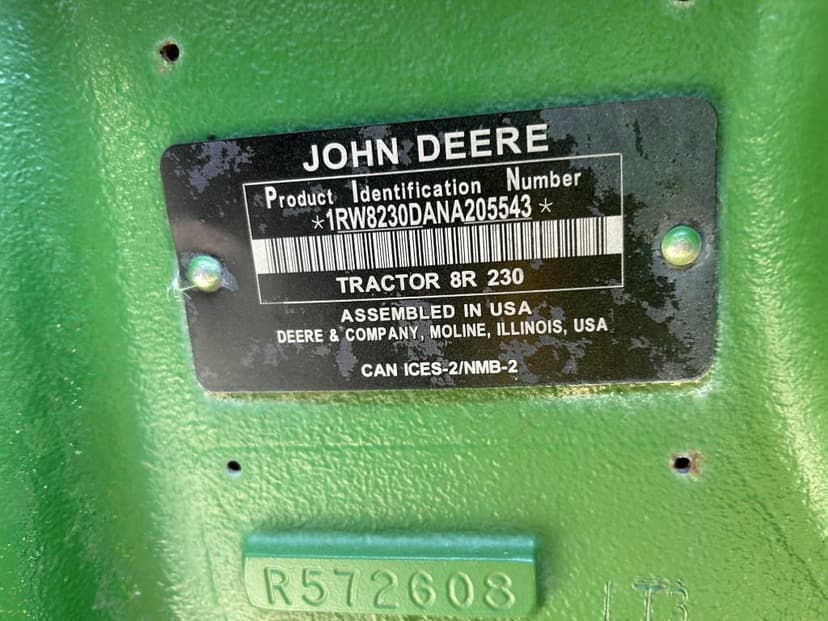 JOHN DEERE
Product Identification Number
*1RW8230DANA205543*
TRACTOR 8R 230
ASSEMBLED IN USA
DEERE & COMPANY, MOLINE, ILLINOIS, USA
CAN ICES-2/NMB-2
R572608